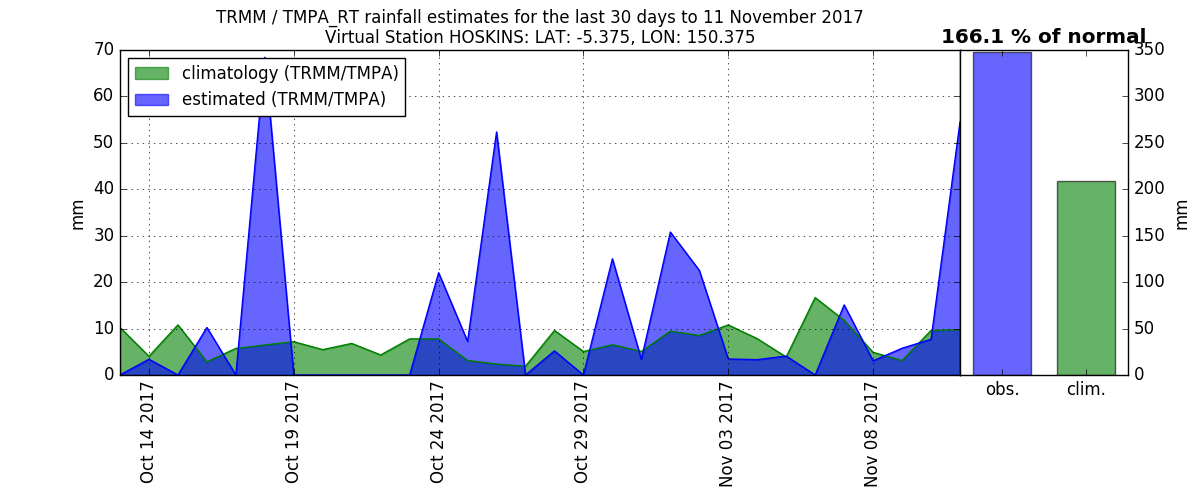 TRMM / TMPA_RT rainfall estimates for the last 30 days to 11 November 2017
Virtual Station HOSKINS: LAT: -5.375, LON: 150.375
166.1 % of normal
climatology (TRMM/TMPA)
estimated (TRMM/TMPA)
70
60
50
40
30
20
10
0
mm
Oct 14 2017
Oct 19 2017
Oct 24 2017
Oct 29 2017
Nov 03 2017
Nov 08 2017
obs.
clim.
350
300
250
200
150
100
50
0
mm